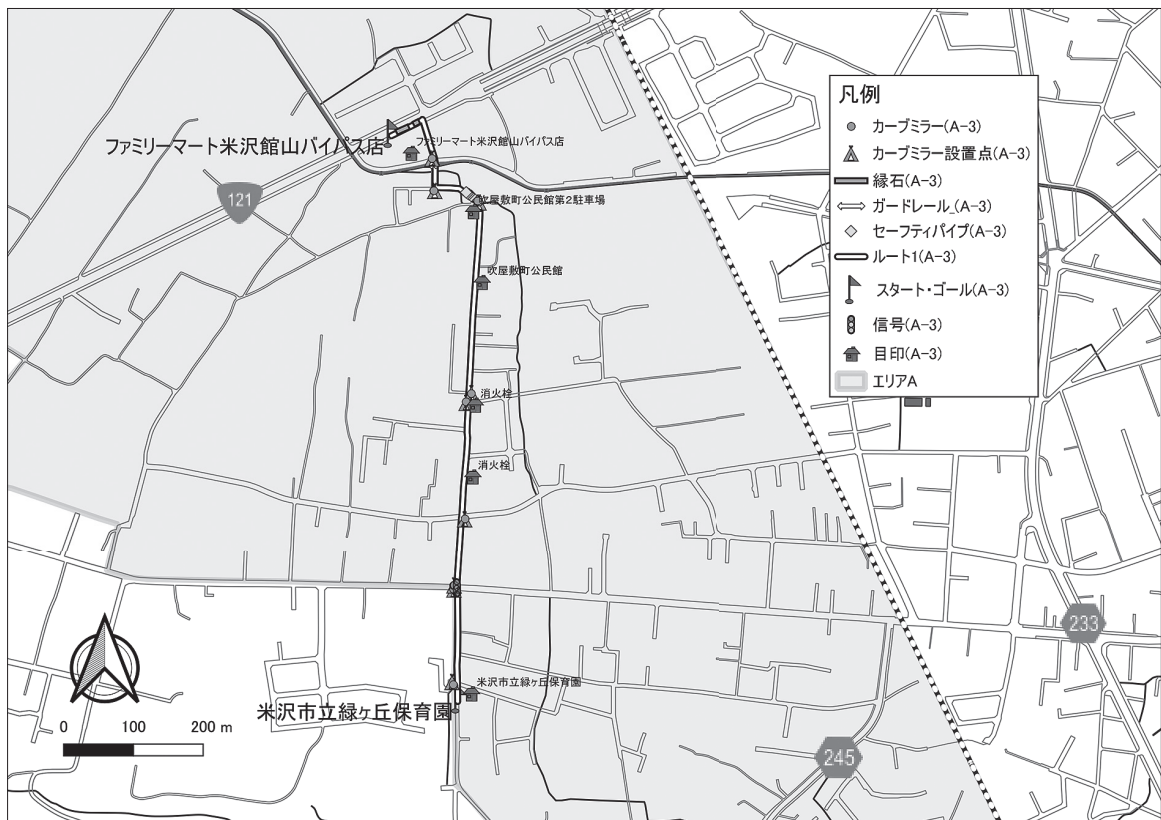 凡例
カーブミラー(A-3)
カーブミラー設置点(A-3)
縁石(A-3)
ガードレール_(A-3)
セーフティパイプ(A-3)
ルート1(A-3)
スタート・ゴール(A-3)
信号(A-3)
目印(A-3)
エリアA
ファミリーマート米沢館山バイパス店
ファミリーマート米沢館山バイパス店
121
吹屋敷町公民館第2駐車場
吹屋敷町公民館
消火栓
消火栓
233
米沢市立緑ヶ丘保育園
米沢市立緑ヶ丘保育園
245
0 100 200 m